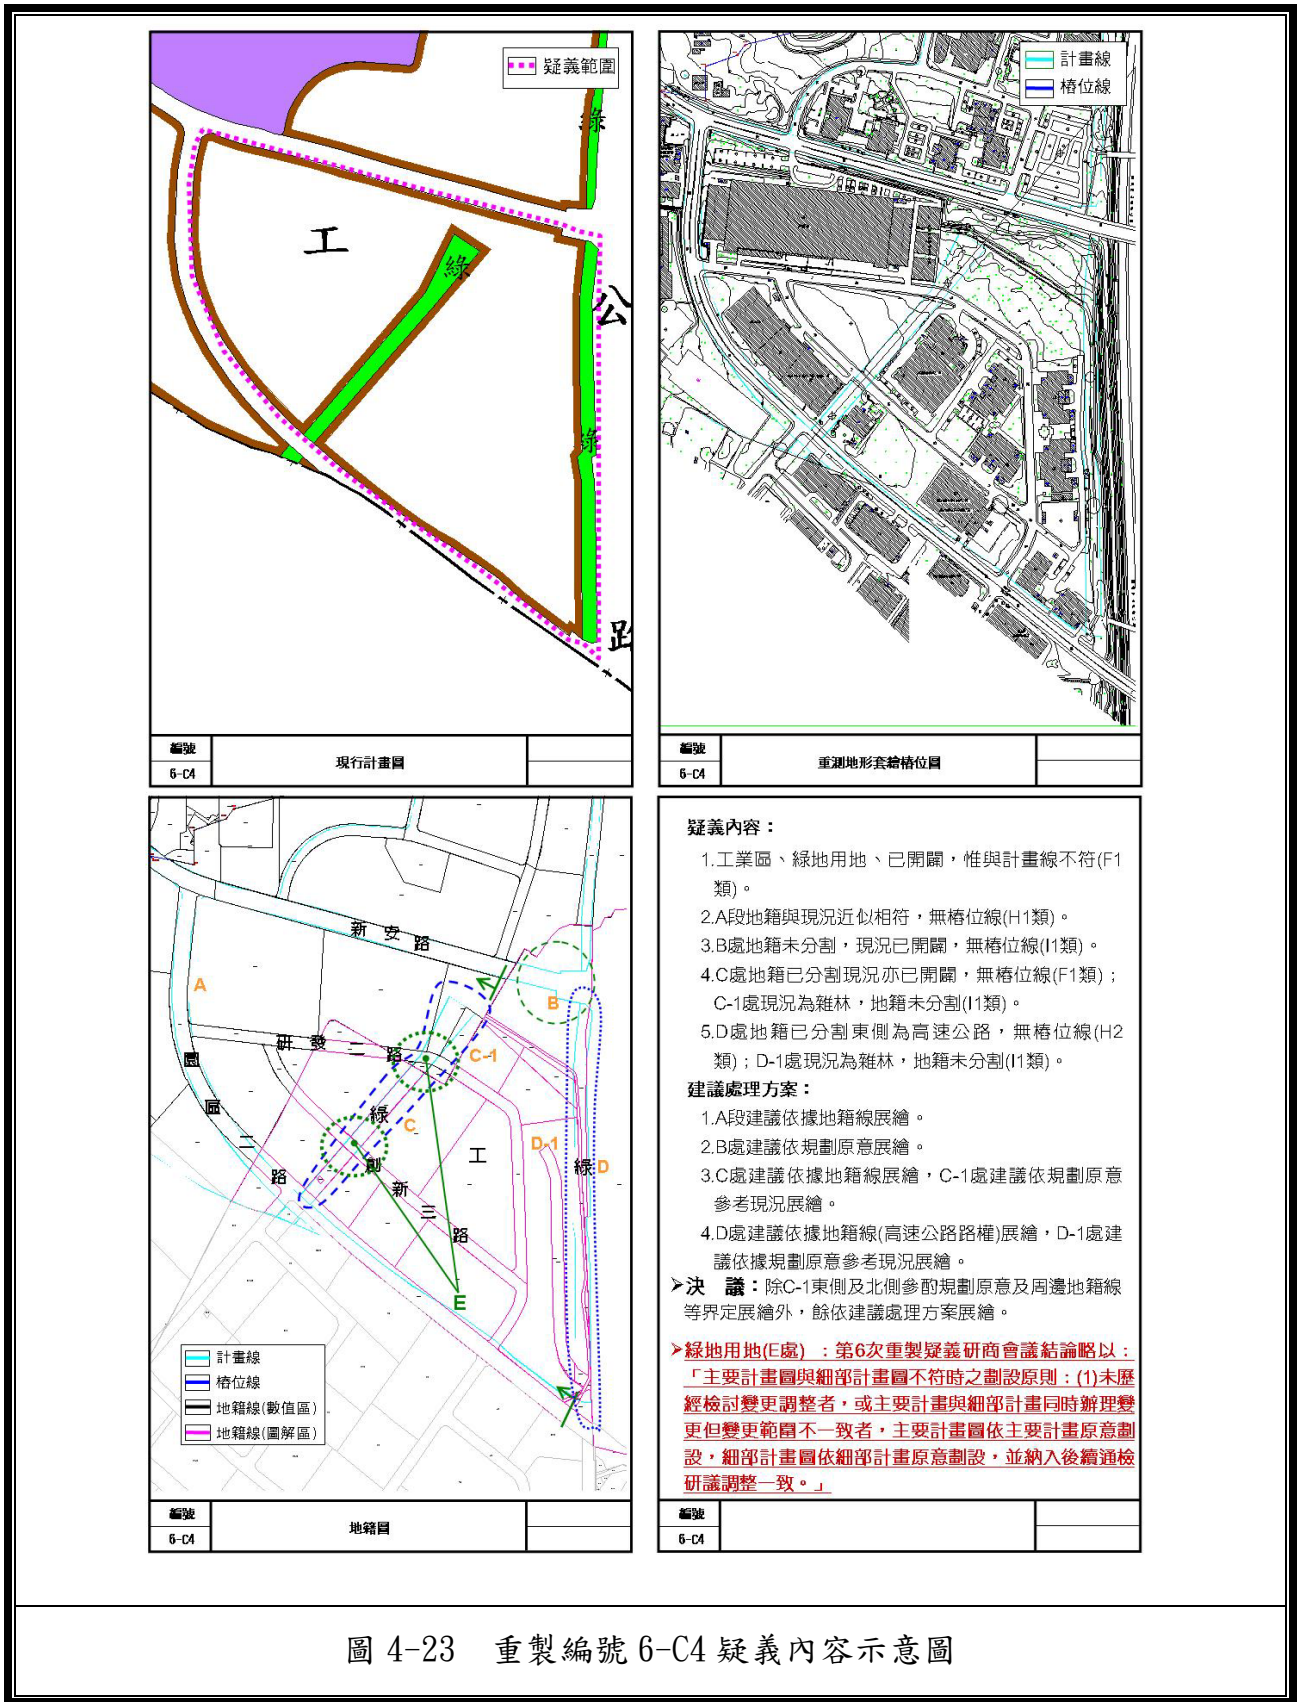 疑義範圍
綠
工
綠
公
綠
路
編號
6-C4
現行計畫圖
計畫線
樁位線
編號
6-C4
重測地形套繪樁位圖
新安路
A
B
研發二路
C-1
園區二路
綠
C
工
D-1
綠
D
創新三路
E
計畫線
樁位線
地籍線(數值區)
地籍線(圖解區)
編號
6-C4
地籍圖
疑義內容：
1.工業區、綠地用地、已開闢，惟與計畫線不符(F1
類)。
2.A段地籍與現況近似相符，無樁位線(H1類)。
3.B處地籍未分割，現況已開闢，無樁位線(I1類)。
4.C處地籍已分割現況亦已開闢，無樁位線(F1類)；
C-1處現況為雜林，地籍未分割(I1類)。
5.D處地籍已分割東側為高速公路，無樁位線(H2
類)；D-1處現況為雜林，地籍未分割(I1類)。
建議處理方案：
1.A段建議依據地籍線展繪。
2.B處建議依規劃原意展繪。
3.C處建議依據地籍線展繪，C-1處建議依規劃原意
參考現況展繪。
4.D處建議依據地籍線(高速公路路權)展繪，D-1處建
議依據規劃原意參考現況展繪。
➢決　議：除C-1東側及北側參酌規劃原意及周邊地籍線
等界定展繪外，餘依建議處理方案展繪。
➢綠地用地(E處)：第6次重製疑義研商會議結論略以：
「主要計畫圖與細部計畫圖不符時之劃設原則：(1)未歷
經檢討變更調整者，或主要計畫與細部計畫同時辦理變
更但變更範圍不一致者，主要計畫圖依主要計畫原意劃
設，細部計畫圖依細部計畫原意劃設，並納入後續通檢
研議調整一致。」
編號
6-C4
圖 4-23　重製編號 6-C4 疑義內容示意圖